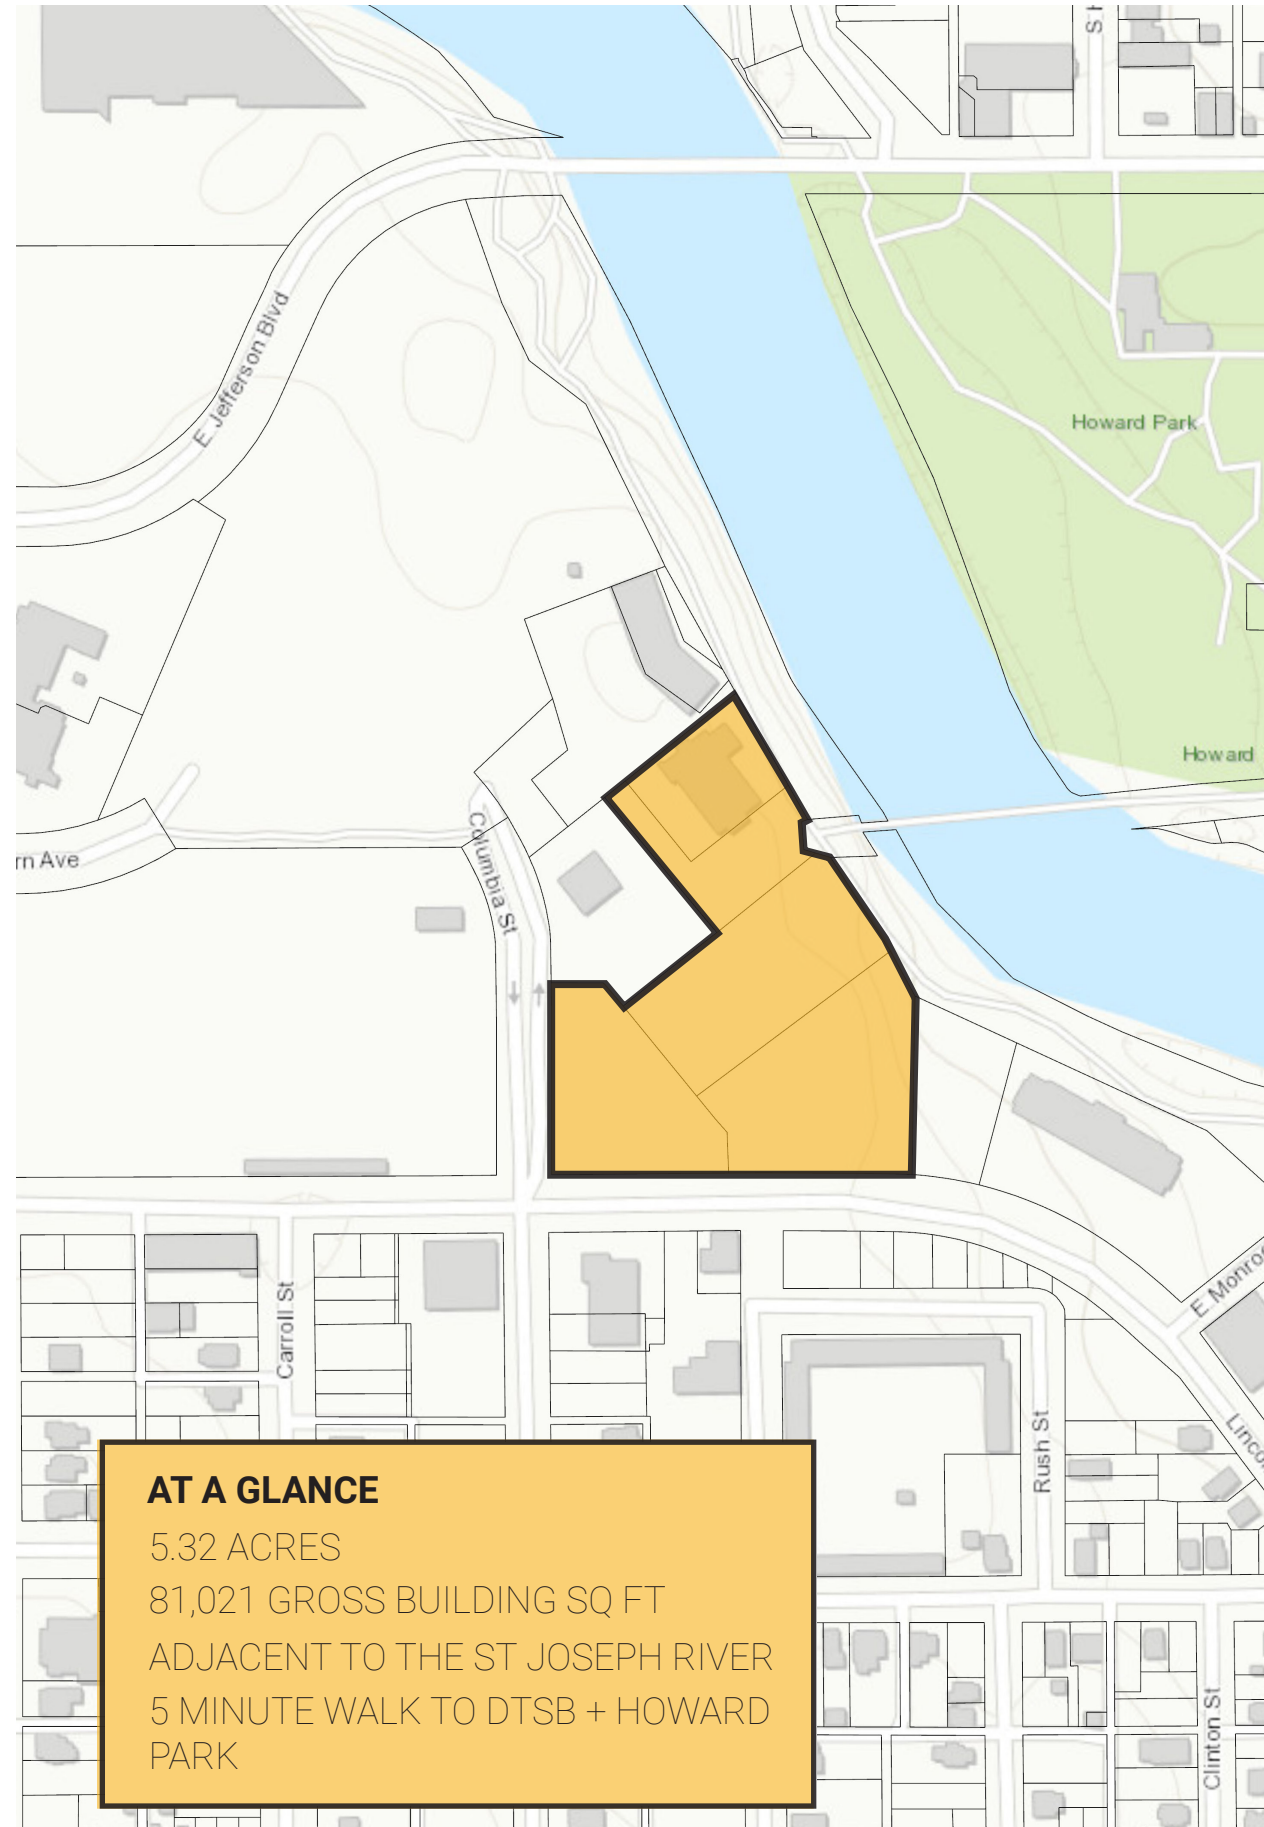 S H
E Jefferson Blvd
Howard Park
Howard
rn Ave
Columbia St
E Monro
Carroll St
Rush St
Linco
Clinton St
AT A GLANCE
5.32 ACRES
81,021 GROSS BUILDING SQ FT
ADJACENT TO THE ST JOSEPH RIVER
5 MINUTE WALK TO DTSB + HOWARD
PARK